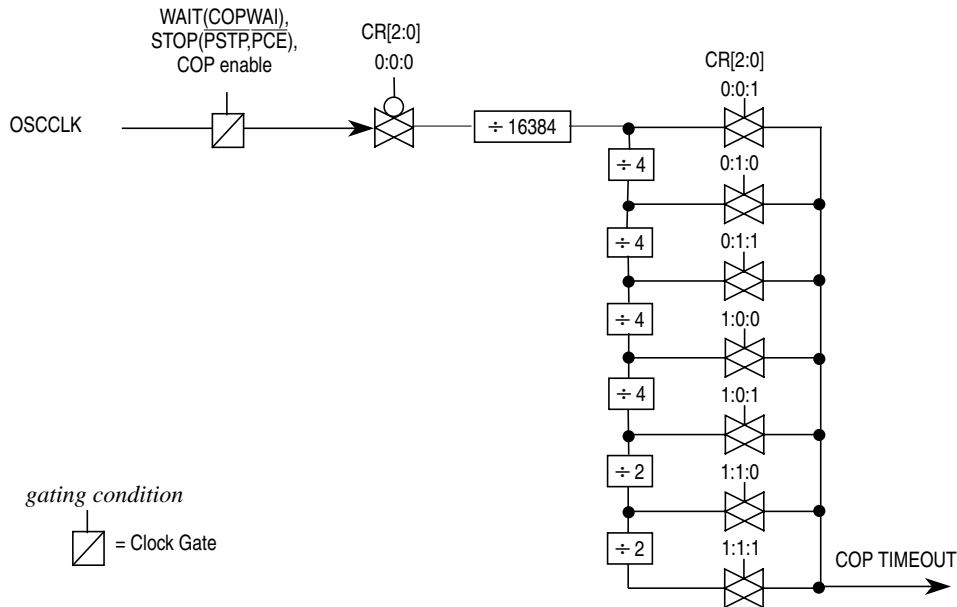 WAIT(COPWAI),
STOP(PSTP,PCE),
COP enable
CR[2:0]
0:0:0
CR[2:0]
0:0:1
OSCCLK
÷ 16384
÷ 4
0:1:0
÷ 4
0:1:1
÷ 4
1:0:0
÷ 4
1:0:1
÷ 2
1:1:0
÷ 2
1:1:1
gating condition
= Clock Gate
COP TIMEOUT